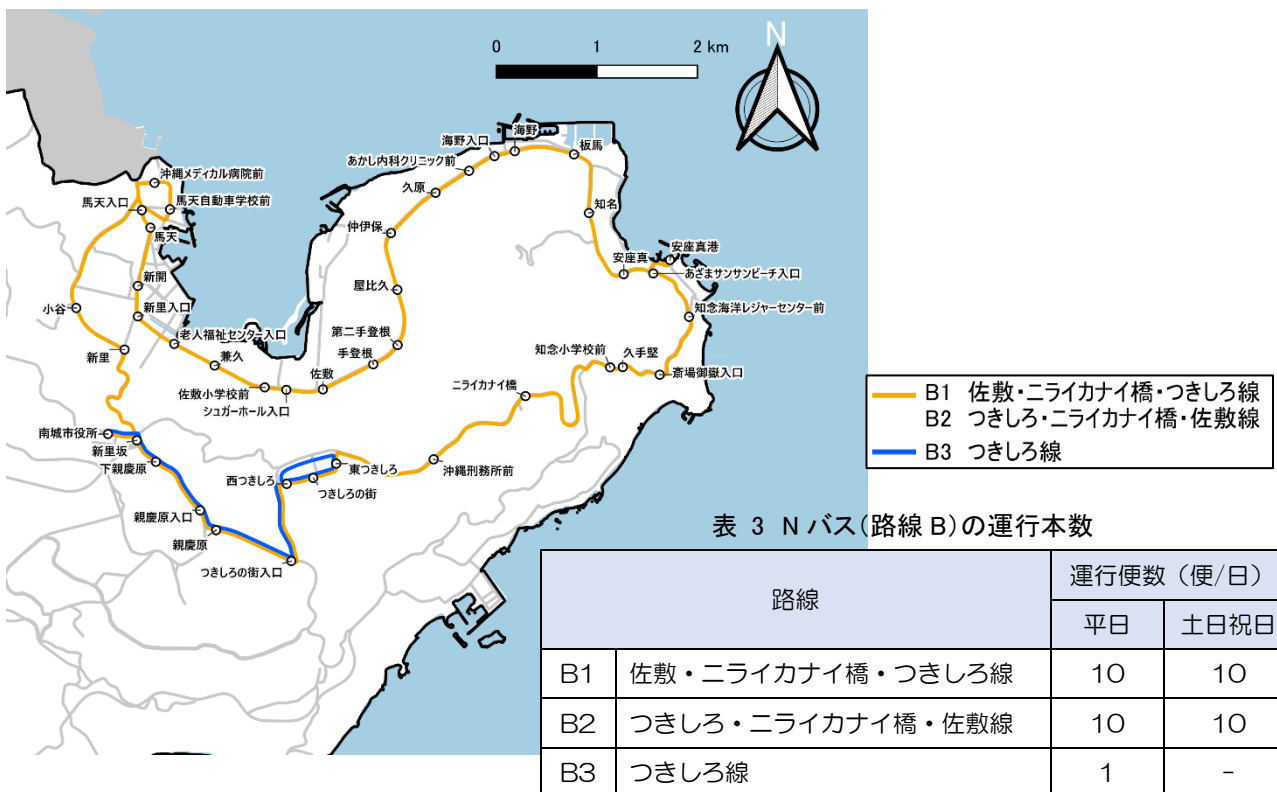 0 1 2 km
N
海野
海野入口
板馬
あかし内科クリニック前
沖縄メディカル病院前
久原
馬天入口
馬天自動車学校前
知名
馬天
仲伊保
安座真港
安座真
あざまサンサンビーチ入口
新開
屋比久
小谷
新里入口
知念海洋レジャーセンター前
老人福祉センター入口
第二手登根
新里
兼久
手登根
知念小学校前
久手堅
佐敷
斎場御嶽入口
佐敷小学校前
シュガーホール入口
ニライカナイ橋
南城市役所
新里坂
下親慶原
西つきしろ
東つきしろ
沖縄刑務所前
つきしろの街
親慶原入口
親慶原
つきしろの街入口
B1 佐敷・ニライカナイ橋・つきしろ線
B2 つきしろ・ニライカナイ橋・佐敷線
B3 つきしろ線
表 3 N バス(路線 B)の運行本数
路線 運行便数(便/日)
平日 土日祝日
B1 佐敷・ニライカナイ橋・つきしろ線 10 10
B2 つきしろ・ニライカナイ橋・佐敷線 10 10
B3 つきしろ線 1 -